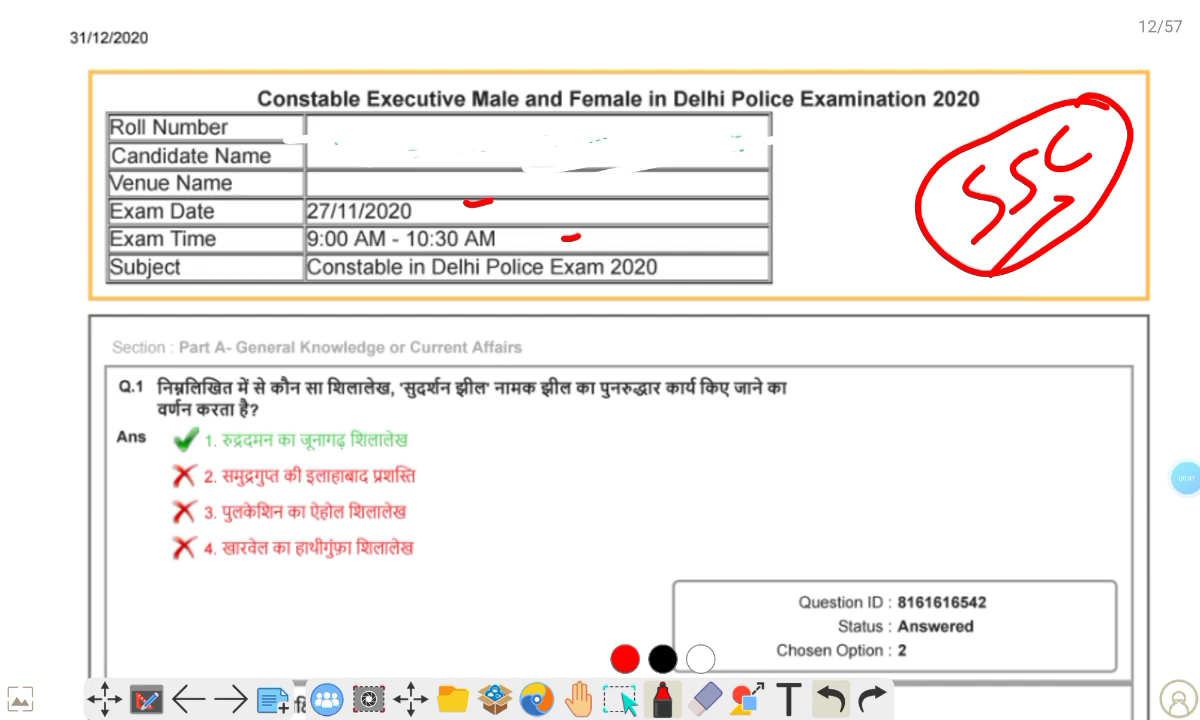 12/57
31/12/2020
Constable Executive Male and Female in Delhi Police Examination 2020
Roll Number
Candidate Name
Venue Name
Exam Date 27/11/2020
Exam Time 9:00 AM - 10:30 AM
Subject Constable in Delhi Police Exam 2020
SSC
Section : Part A- General Knowledge or Current Affairs
Q.1 निम्नलिखित में से कौन सा शिलालेख, 'सुदर्शन झील' नामक झील का पुनरुद्धार कार्य किए जाने का
वर्णन करता है?
Ans 1. रुद्रदमन का जूनागढ़ शिलालेख
2. समुद्रगुप्त की इलाहाबाद प्रशस्ति
3. पुलकेशिन का ऐहोल शिलालेख
4. खारवेल का हाथीगुंफ़ा शिलालेख
00:41
Question ID : 8161616542
Status : Answered
Chosen Option : 2
T